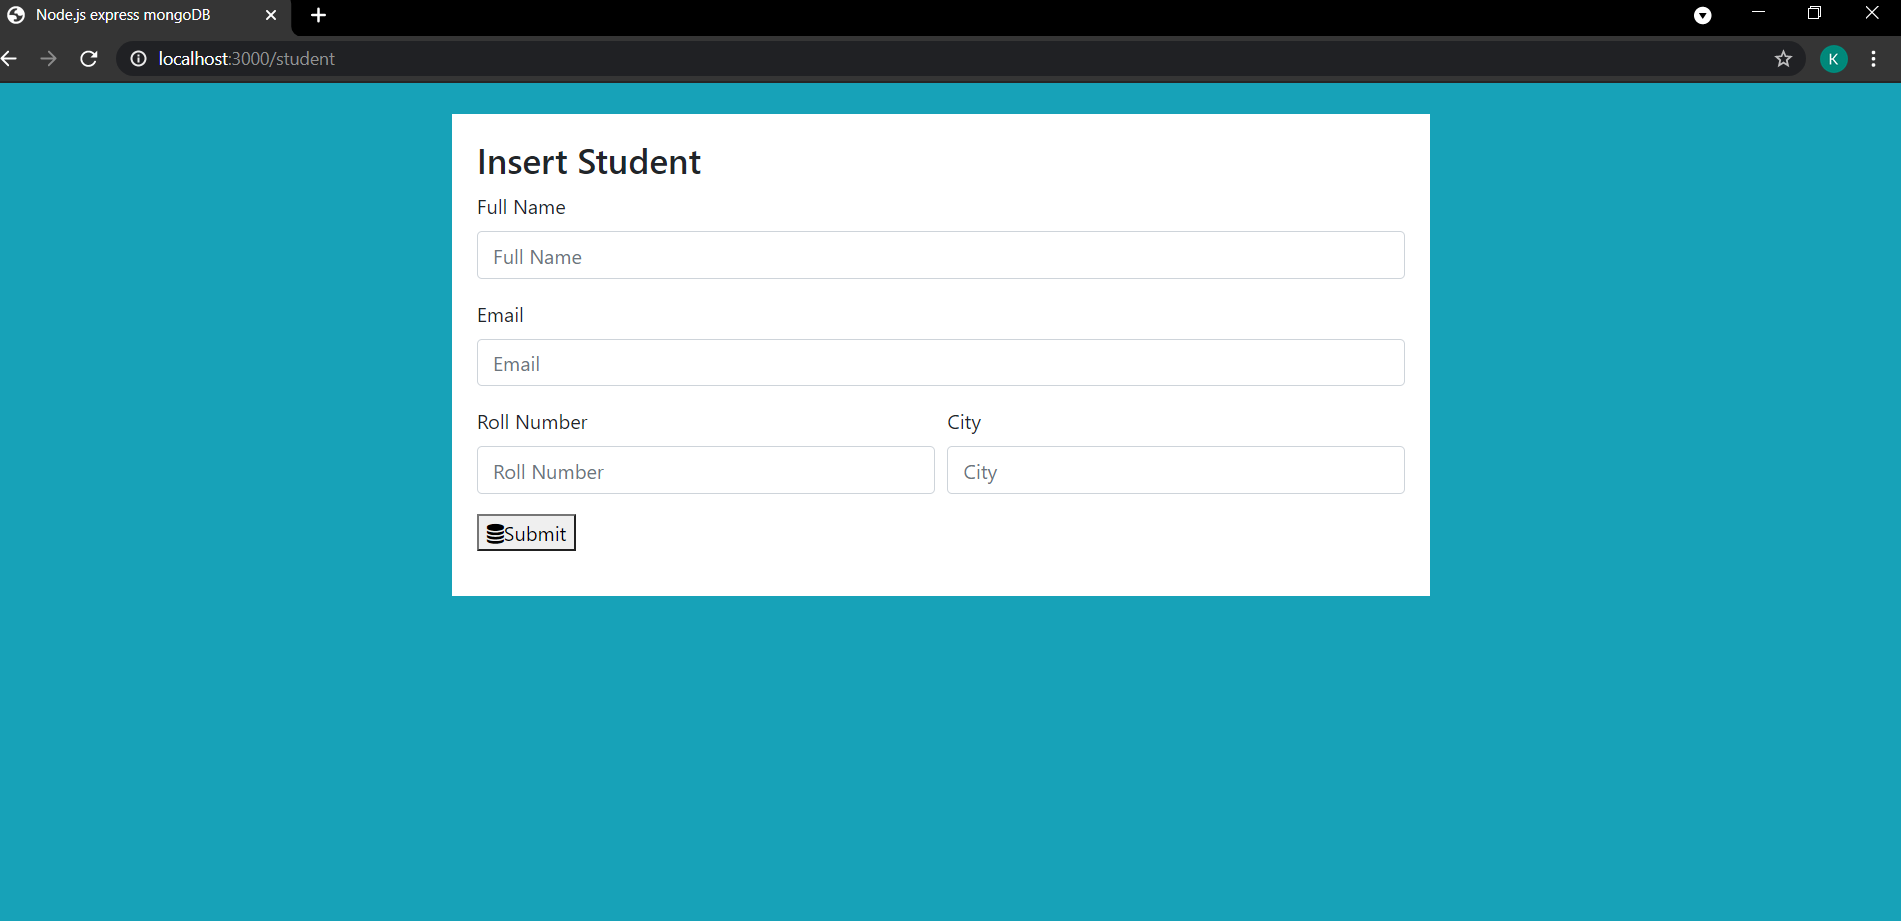 Node.js express mongoDB
localhost:3000/student
K
Insert Student
Full Name
Full Name
Email
Email
Roll Number City
Roll Number City
Submit